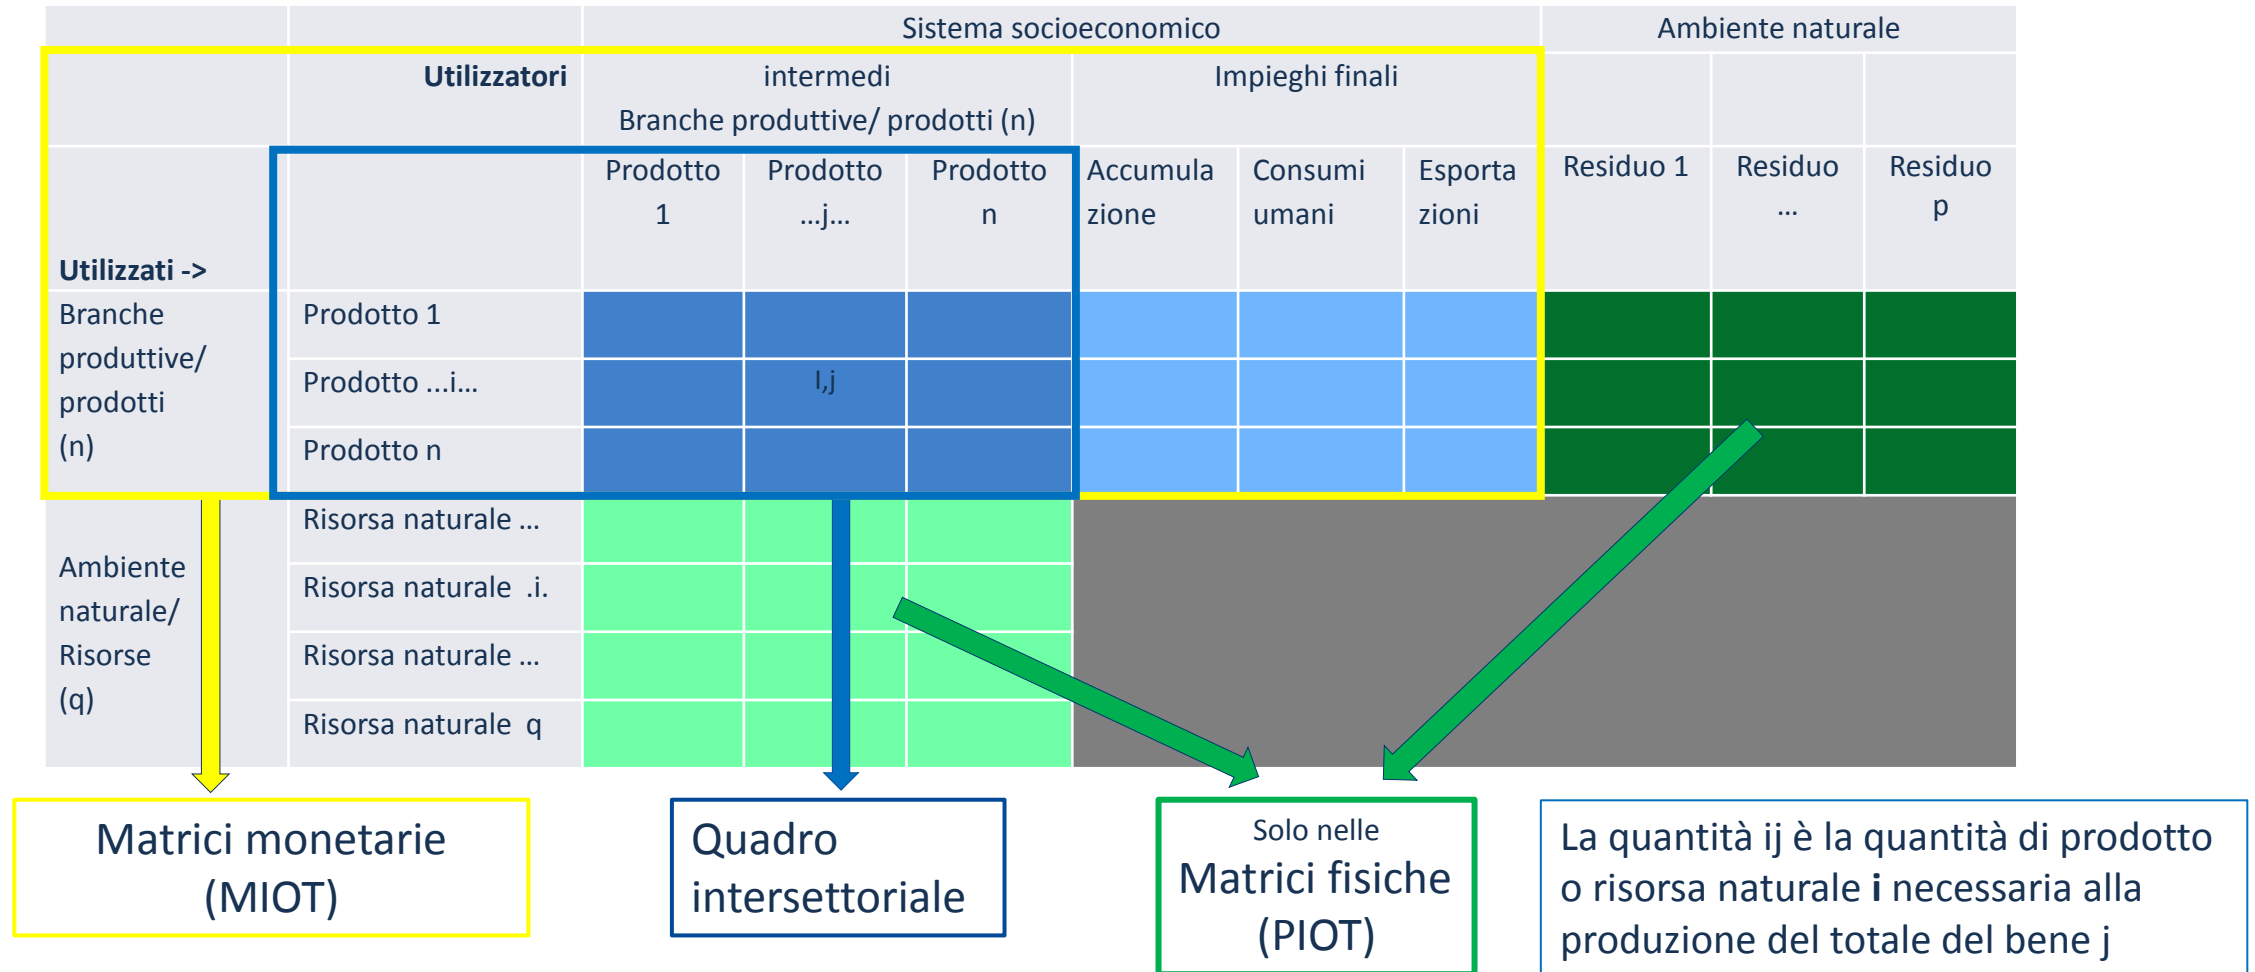 Sistema socioeconomico
Ambiente naturale
Utilizzatori
intermedi
Branche produttive/ prodotti (n)
Impieghi finali
Utilizzati ->
Prodotto
1
Prodotto
...j...
Prodotto
n
Accumula
zione
Consumi
umani
Esporta
zioni
Residuo 1
Residuo
...
Residuo
p
Branche
produttive/
prodotti
(n)
Prodotto 1
Prodotto ...i...
I,j
Prodotto n
Ambiente
naturale/
Risorse
(q)
Risorsa naturale ...
Risorsa naturale .i.
Risorsa naturale ...
Risorsa naturale q
Matrici monetarie
(MIOT)
Quadro
intersettoriale
Solo nelle
Matrici fisiche
(PIOT)
La quantità ij è la quantità di prodotto
o risorsa naturale i necessaria alla
produzione del totale del bene j